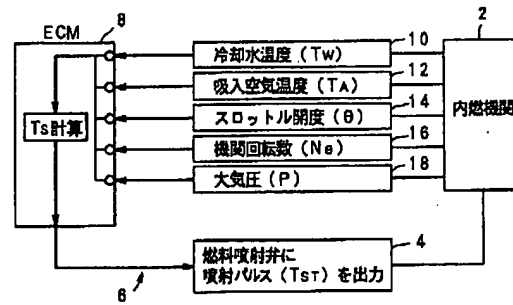 ECM
8
Ts計算
冷却水温度(Tw)
10
吸入空気温度(TA)
12
スロットル開度(θ)
14
機関回転数(Ne)
16
大気圧(P)
18
2
内燃機関
燃料噴射弁に
噴射パルス(TST)を出力
4
6